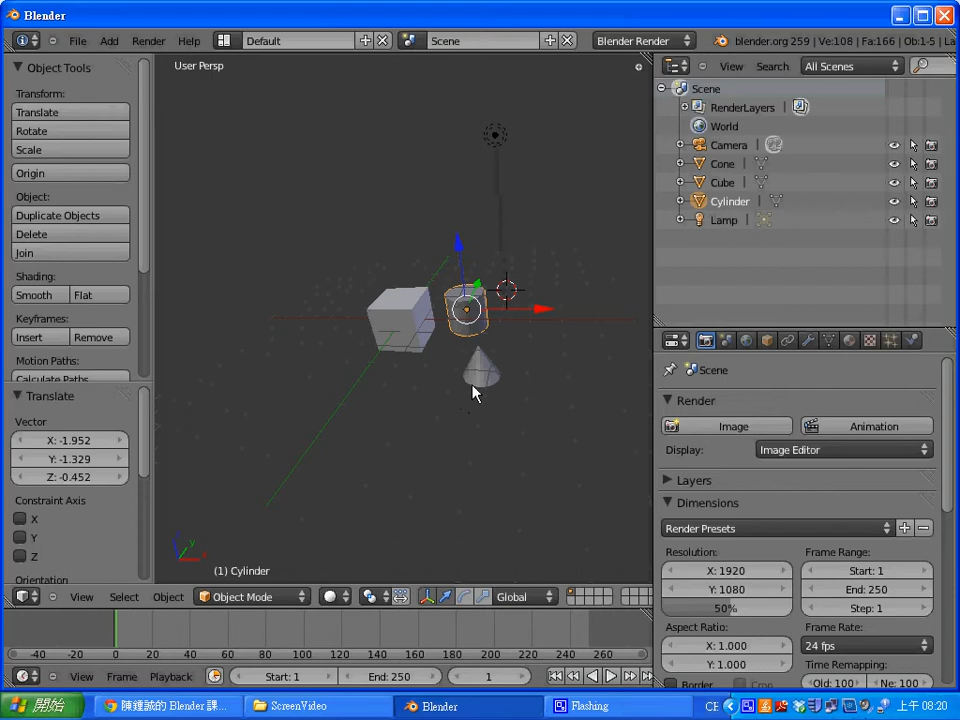 Blender
File Add Render Help Default Scene Blender Render blender.org 259 | Ve:108 | Fa:166 | Ob:1-5 | La
Object Tools
Transform:
Translate
Rotate
Scale
Origin
Object:
Duplicate Objects
Delete
Join
Shading:
Smooth Flat
Keyframes:
Insert Remove
Motion Paths:
Calculate Paths
Translate
Vector
X: -1.952
Y: -1.329
Z: -0.452
Constraint Axis
X
Y
Z
Orientation
User Persp
(1) Cylinder
View Select Object Object Mode Global
-40 -20 0 20 40 60 80 100 120 140 160 180 200 220 240 260
View Frame Playback Start: 1 End: 250 1
View Search All Scenes
Scene
RenderLayers
World
Camera
Cone
Cube
Cylinder
Lamp
Scene
Render
Image Animation
Display: Image Editor
Layers
Dimensions
Render Presets
Resolution: Frame Range:
X: 1920 Start: 1
Y: 1080 End: 250
50% Step: 1
Aspect Ratio: Frame Rate:
X: 1.000 24 fps
Y: 1.000 Time Remapping:
Border Crop Old: 100 Ne: 100
開始 陳鍾誠的 Blender 課... ScreenVideo Blender Flashing CE 上午 08:20